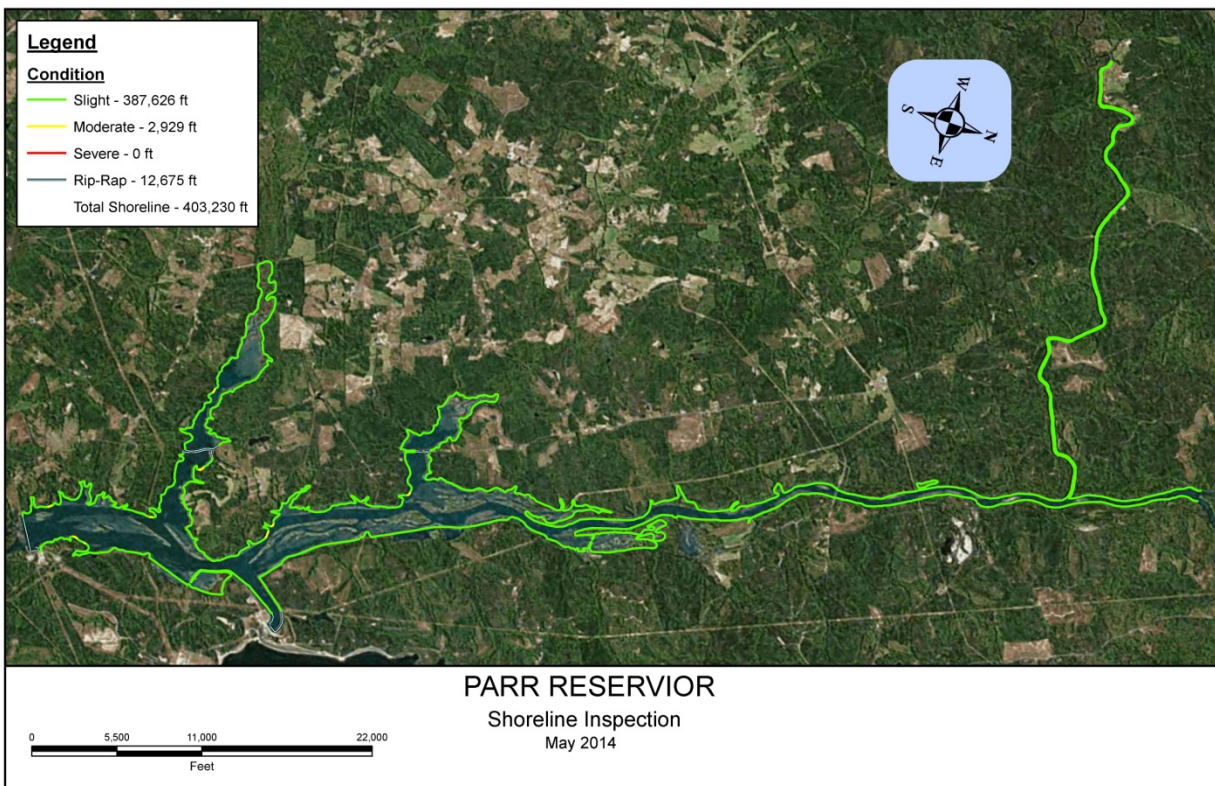 Legend
Condition
Slight - 387,626 ft
Moderate - 2,929 ft
Severe - 0 ft
Rip-Rap - 12,675 ft
Total Shoreline - 403,230 ft
W
S
N
E
PARR RESERVIOR
Shoreline Inspection
May 2014
0 5,500 11,000 22,000
Feet